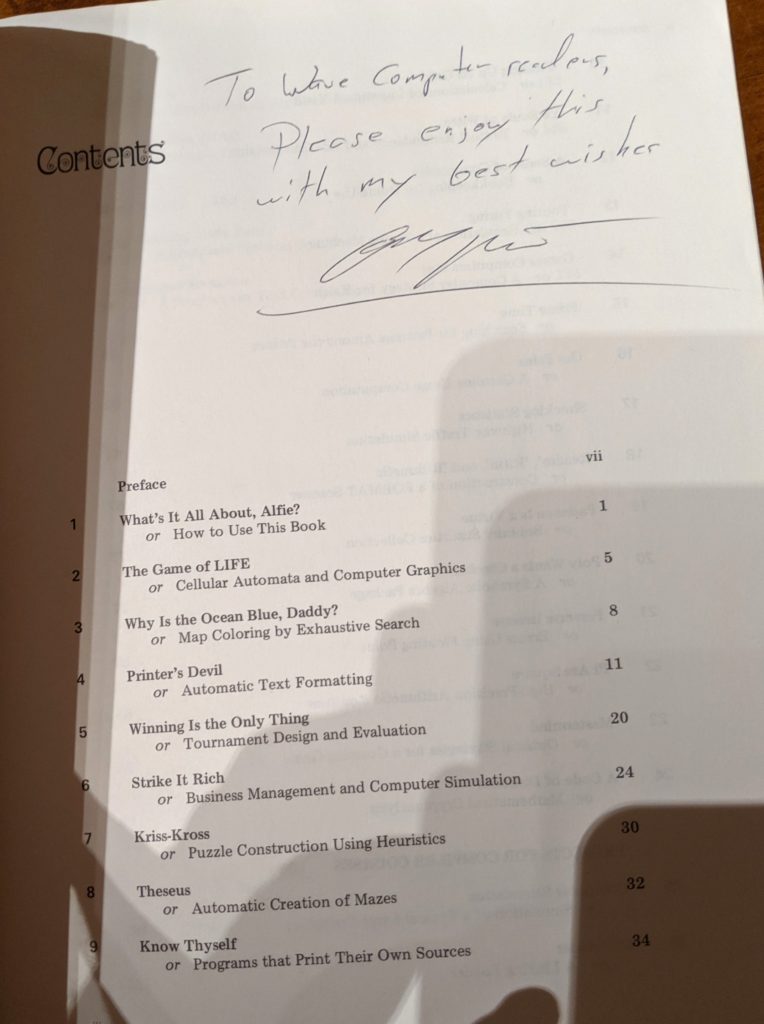 To Wave Computer readers,
Please enjoy this
with my best wishes
Contents
Preface vii
1 What's It All About, Alfie? 1
or How to Use This Book
2 The Game of LIFE 5
or Cellular Automata and Computer Graphics
3 Why Is the Ocean Blue, Daddy? 8
or Map Coloring by Exhaustive Search
4 Printer's Devil 11
or Automatic Text Formatting
5 Winning Is the Only Thing 20
or Tournament Design and Evaluation
6 Strike It Rich 24
or Business Management and Computer Simulation
7 Kriss-Kross 30
or Puzzle Construction Using Heuristics
8 Theseus 32
or Automatic Creation of Mazes
9 Know Thyself 34
or Programs that Print Their Own Sources